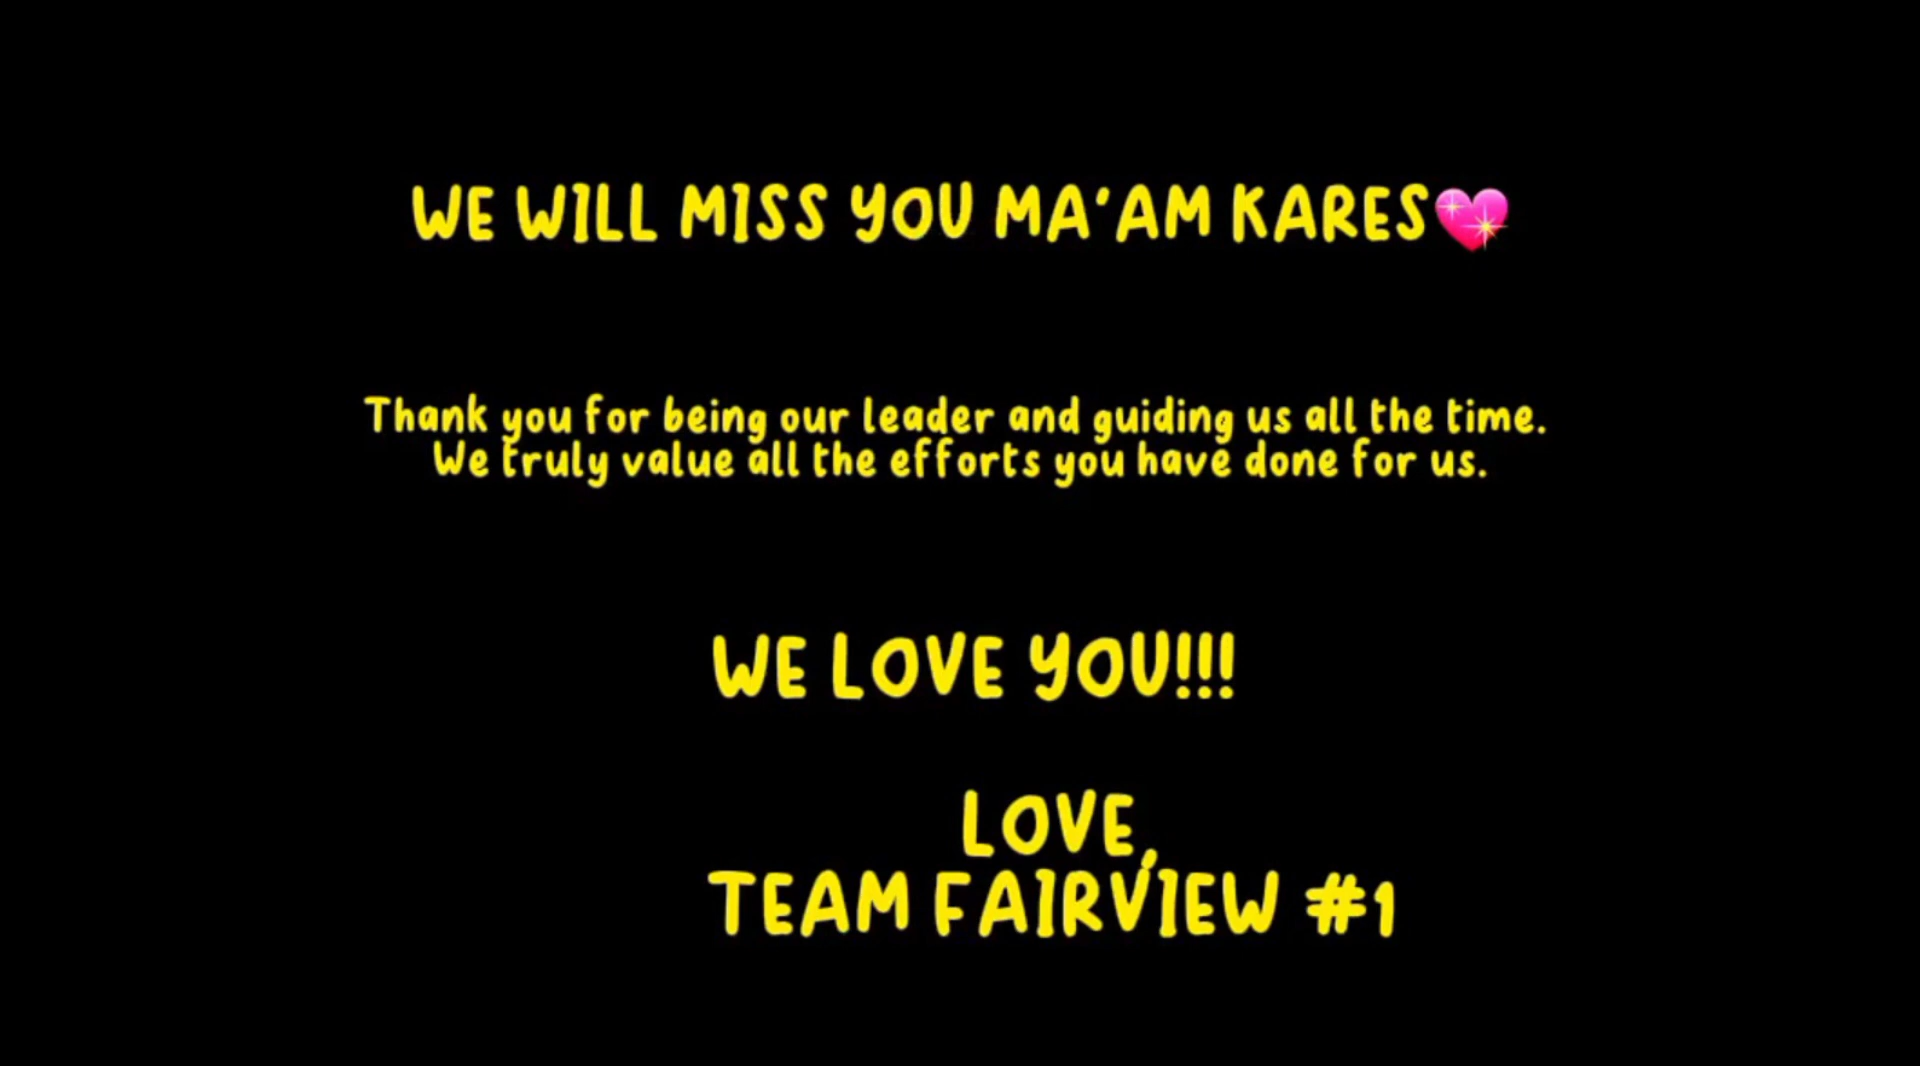 WE WILL MISS YOU MA'AM KARES💖
Thank you for being our leader and guiding us all the time.
We truly value all the efforts you have done for us.
WE LOVE YOU!!!
LOVE,
TEAM FAIRVIEW #1